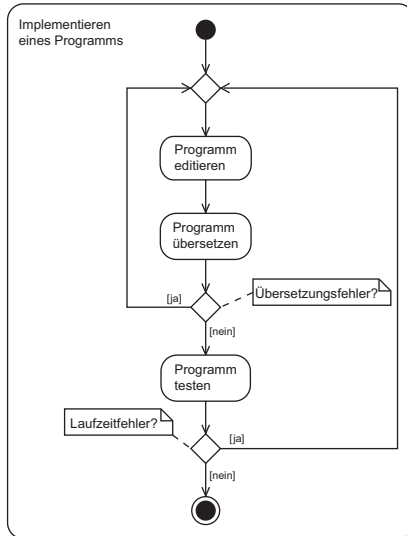 Implementieren
eines Programms
Programm
editieren
Programm
übersetzen
[ja]
Übersetzungsfehler?
[nein]
Programm
testen
Laufzeitfehler?
[ja]
[nein]